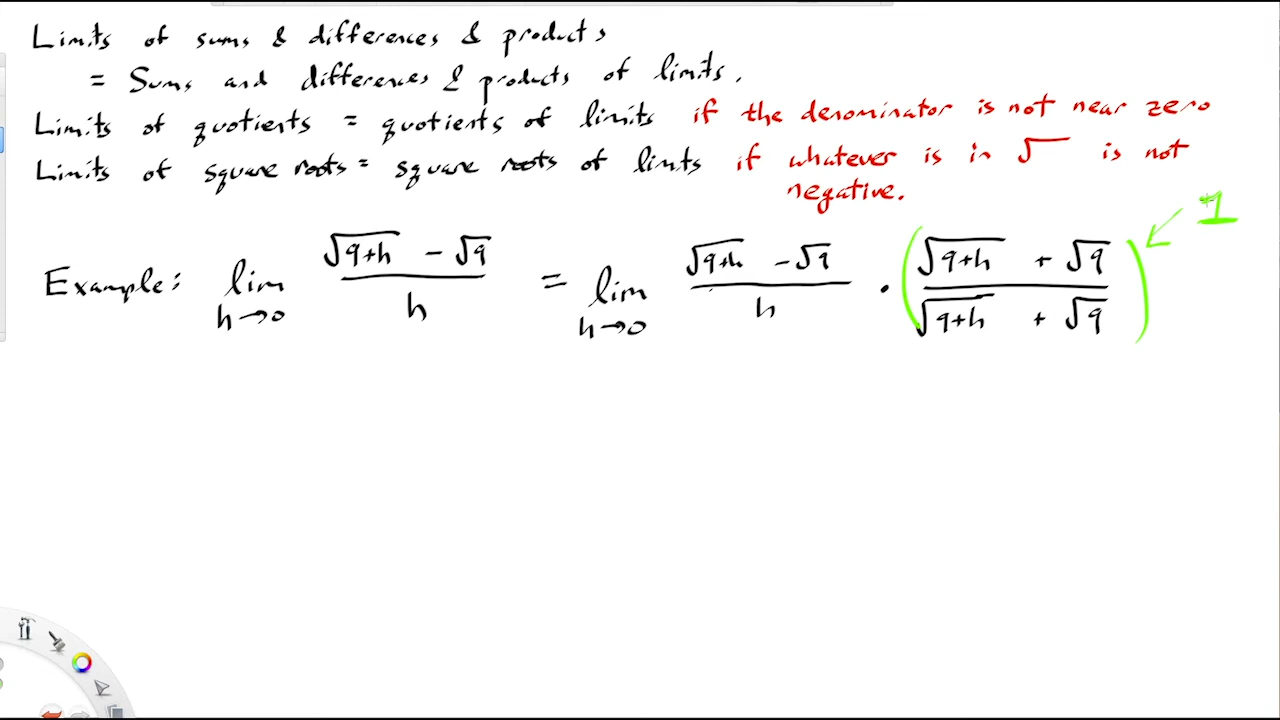 Limits of sums & differences & products
= Sums and differences & products of limits.
Limits of quotients = quotients of limits if the denominator is not near zero
Limits of square roots = square roots of limits if whatever is in √ is not
negative.
Example: lim h→0 (√(9+h) - √9)/h = lim h→0 (√(9+h) - √9)/h · ((√(9+h) + √9)/(√(9+h) + √9)) 1